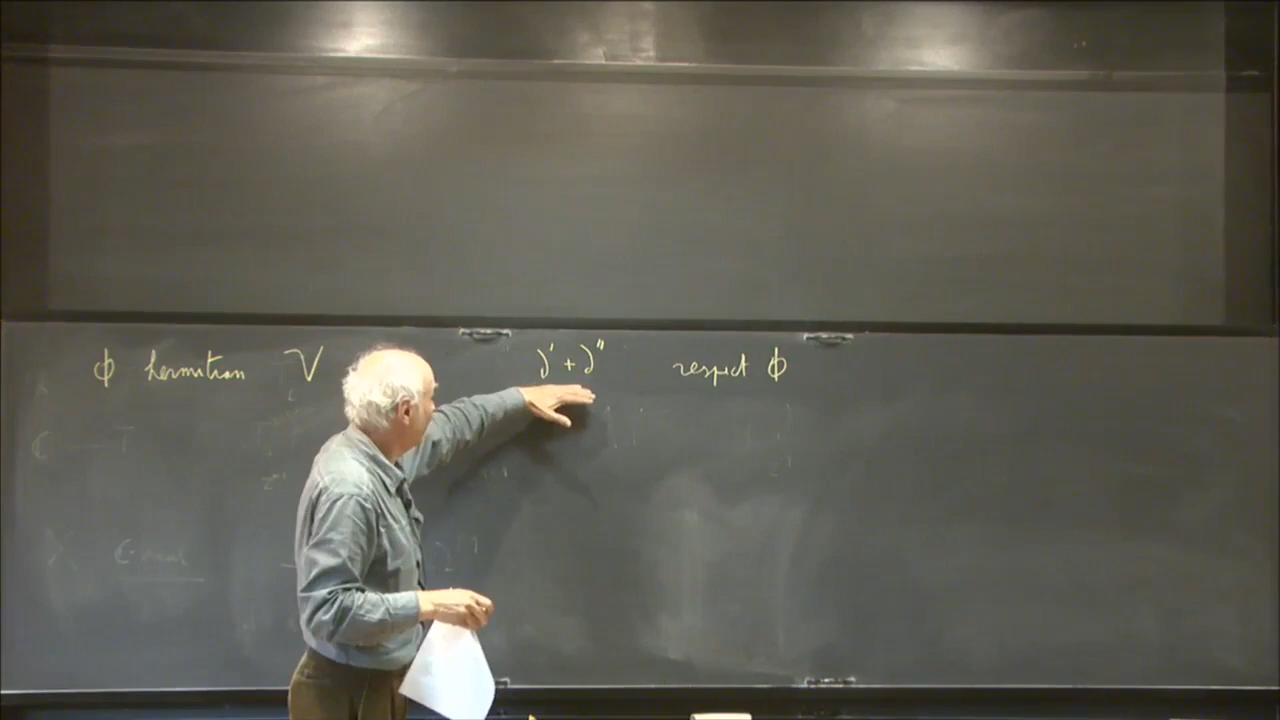 ϕ hermitian V ∂' + ∂'' respect ϕ